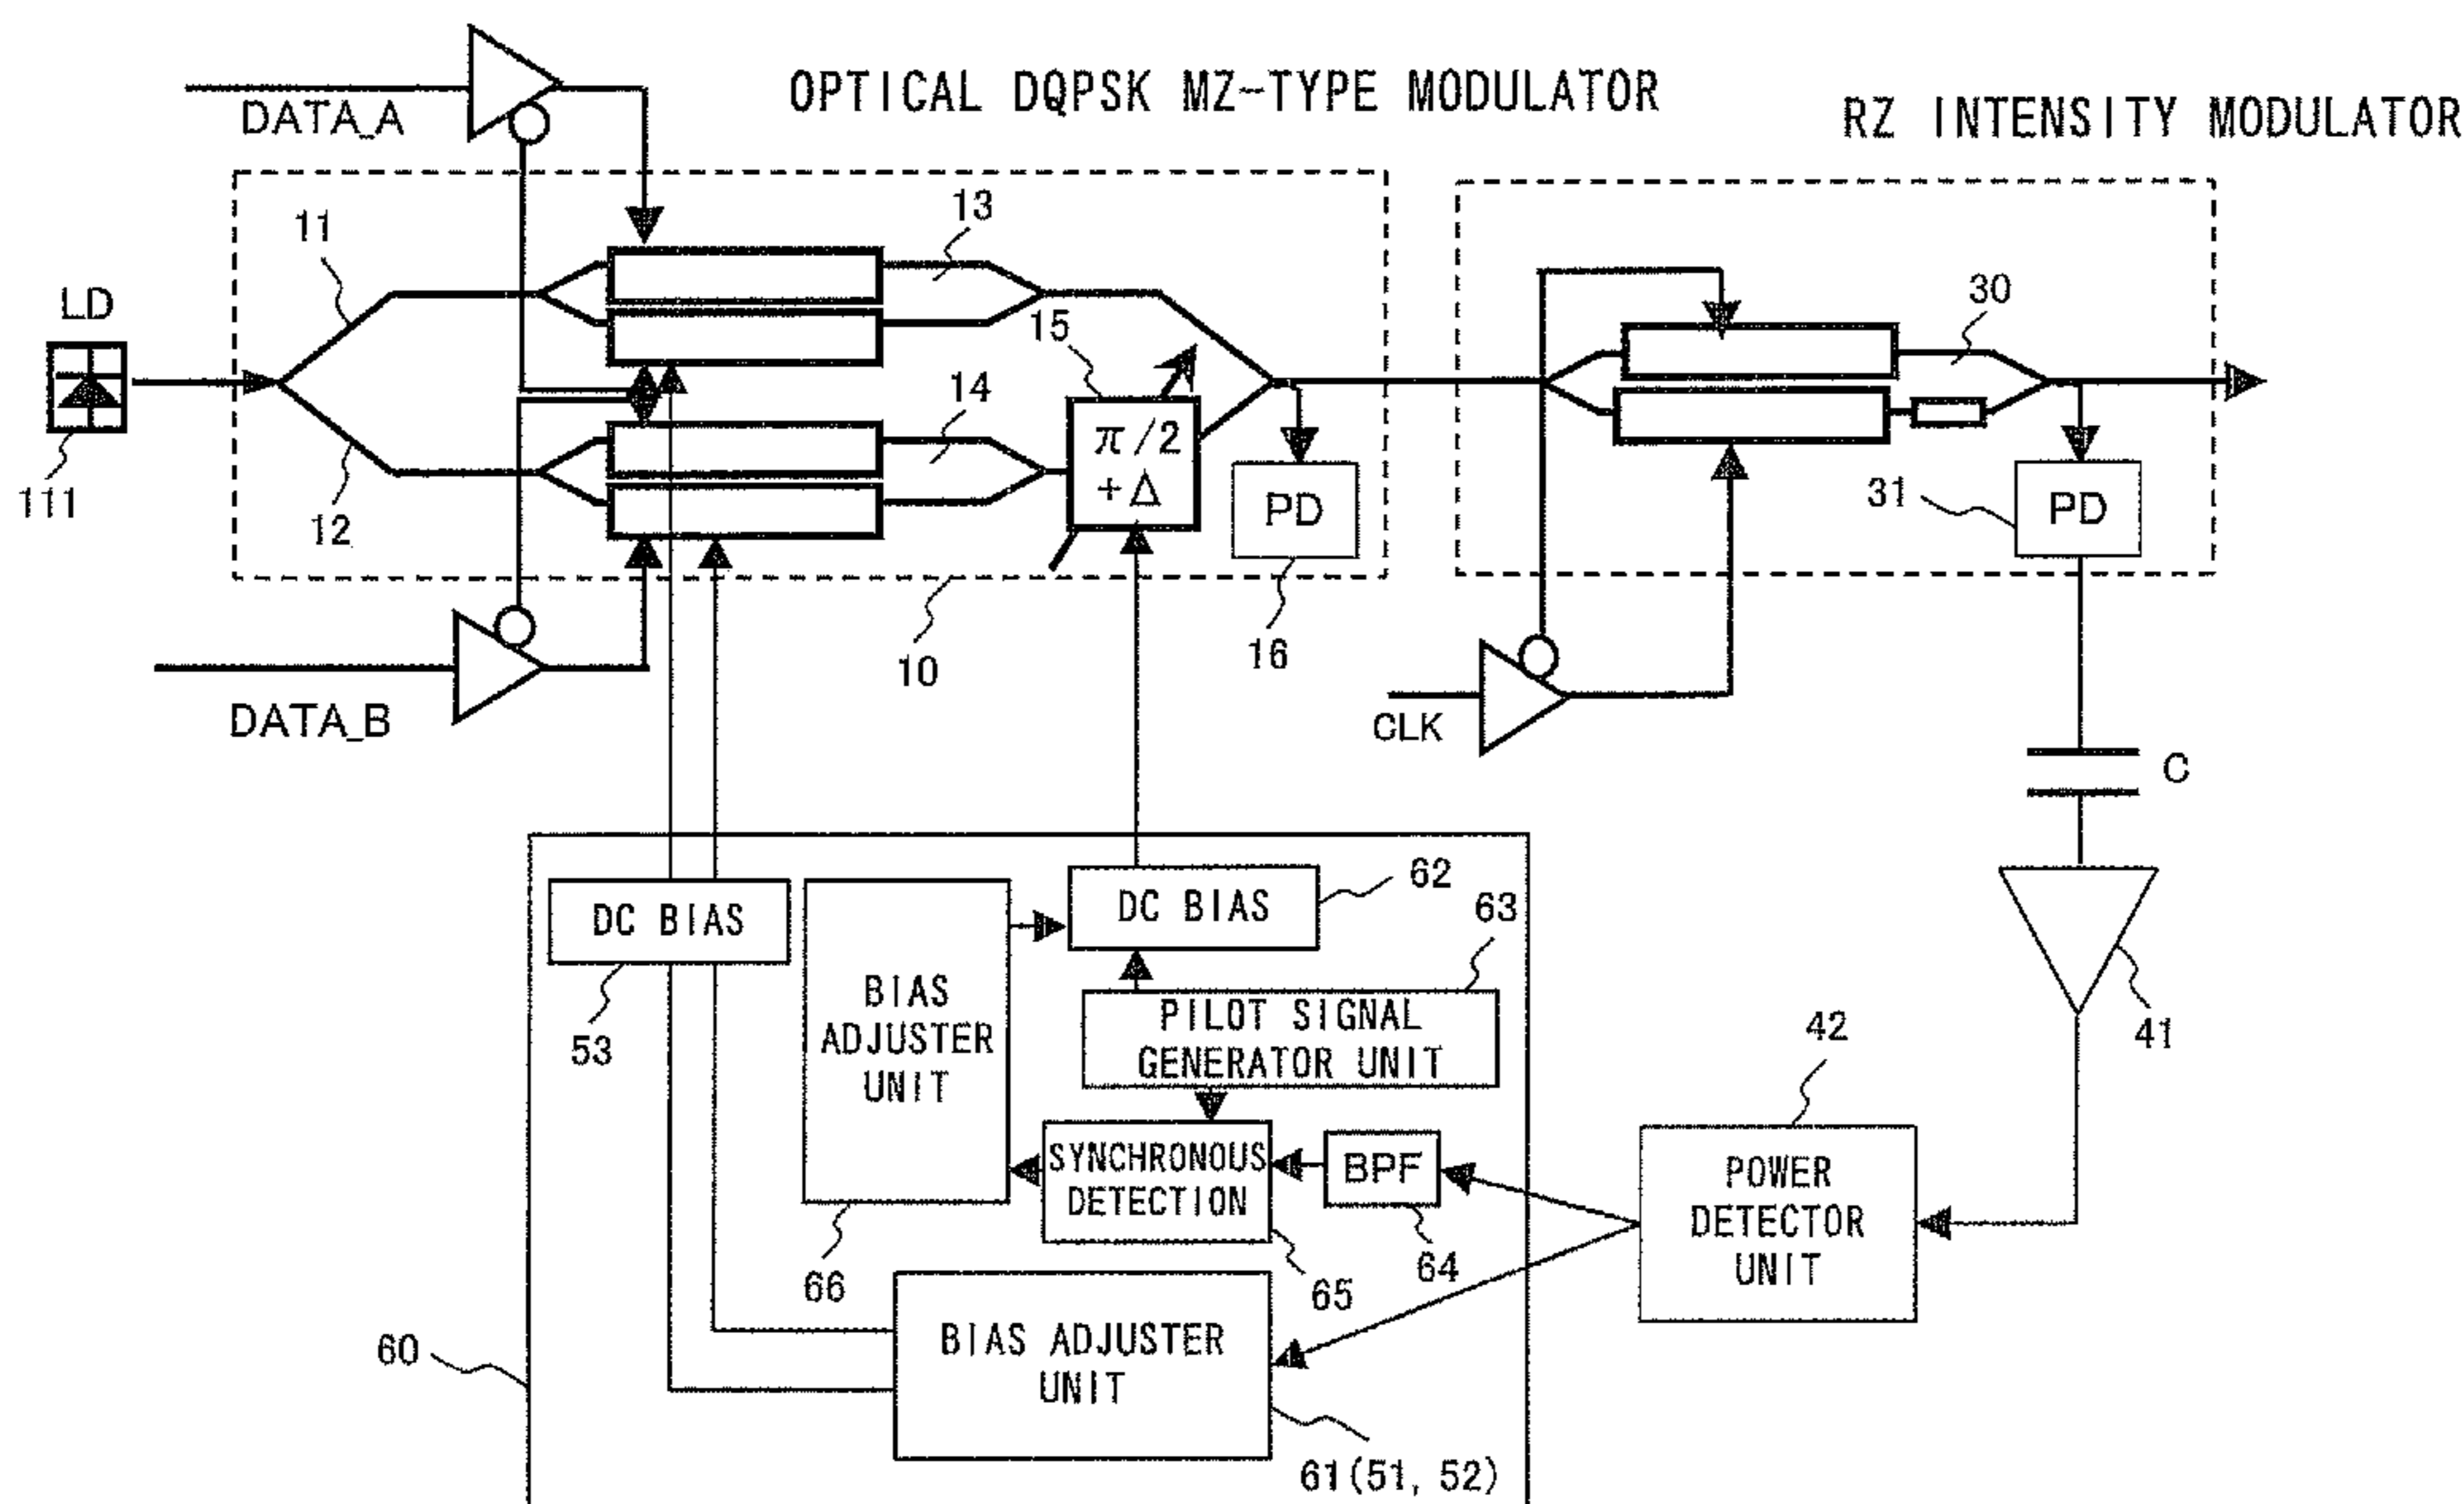 OPTICAL DQPSK MZ-TYPE MODULATOR
RZ INTENSITY MODULATOR
DATA_A
11
13
LD
15
30
14
π/2
+Δ
111
12
PD
31
PD
10
16
DATA_B
CLK
C
62
DC BIAS
DC BIAS
63
BIAS
ADJUSTER
UNIT
PILOT SIGNAL
GENERATOR UNIT
53
41
42
SYNCHRONOUS
DETECTION
BPF
POWER
DETECTOR
UNIT
66
65
64
60
BIAS ADJUSTER
UNIT
61(51, 52)